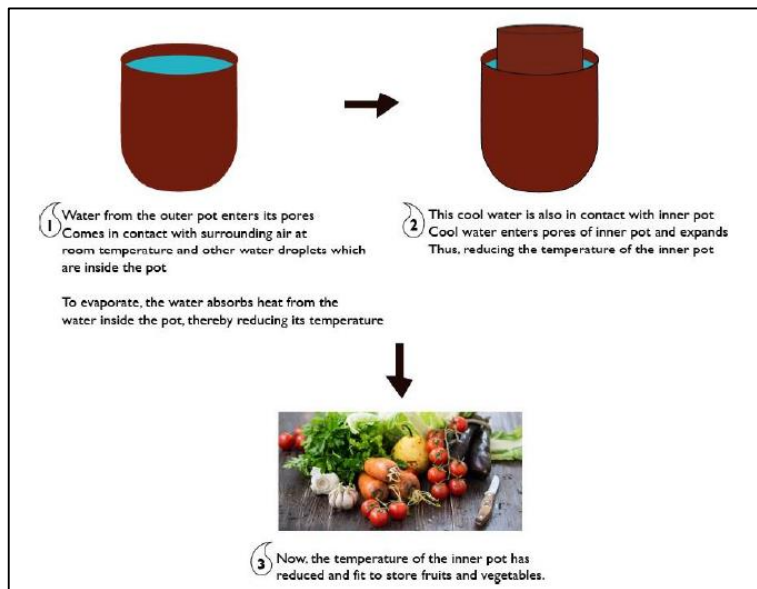 1 Water from the outer pot enters its pores
Comes in contact with surrounding air at
room temperature and other water droplets which
are inside the pot
To evaporate, the water absorbs heat from the
water inside the pot, thereby reducing its temperature
2 This cool water is also in contact with inner pot
Cool water enters pores of inner pot and expands
Thus, reducing the temperature of the inner pot
3 Now, the temperature of the inner pot has
reduced and fit to store fruits and vegetables.